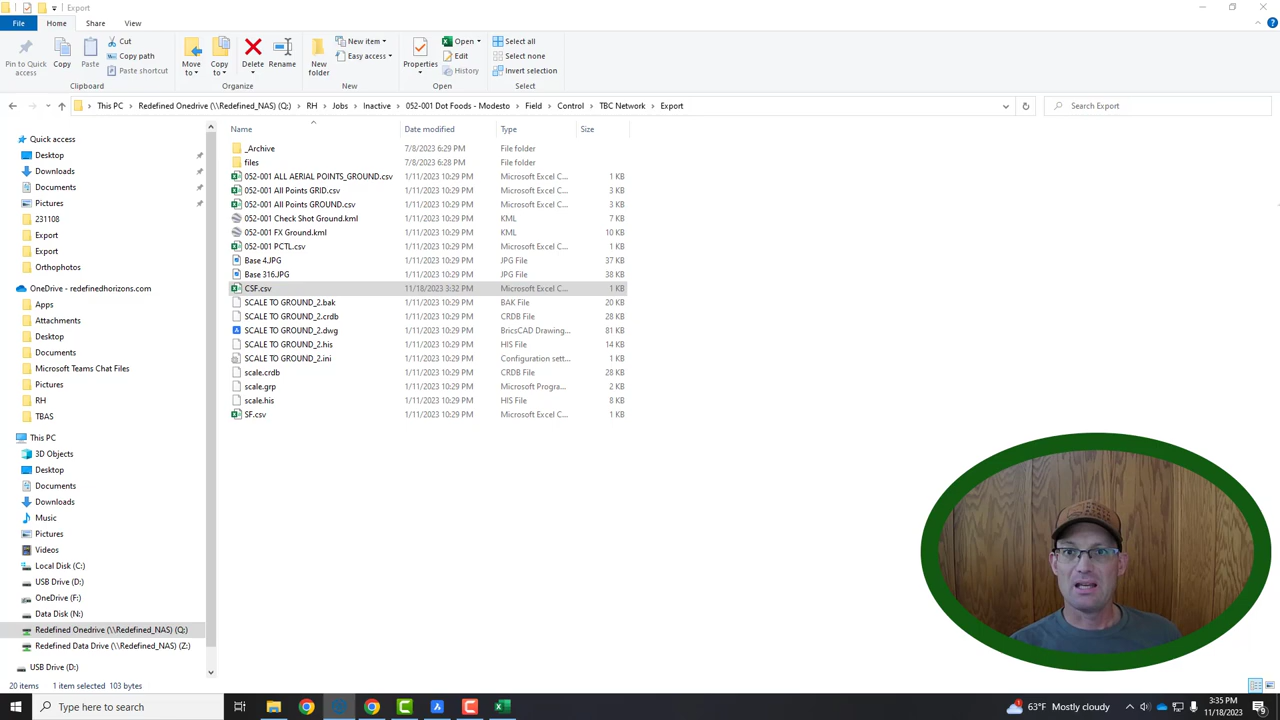 Export
File Home Share View
Pin to Quick access
Copy
Paste
Cut
Copy path
Paste shortcut
Move to
Copy to
Delete
Rename
New folder
New item
Easy access
Properties
Open
Edit
History
Select all
Select none
Invert selection
Clipboard Organize New Open Select
This PC Redefined Onedrive (\\Redefined_NAS) (Q:) RH Jobs Inactive 052-001 Dot Foods - Modesto Field Control TBC Network Export
Search Export
Quick access
Desktop
Downloads
Documents
Pictures
231108
Export
Export
Orthophotos
OneDrive - redefinedhorizons.com
Apps
Attachments
Desktop
Documents
Microsoft Teams Chat Files
Pictures
RH
TBAS
This PC
3D Objects
Desktop
Documents
Downloads
Music
Pictures
Videos
Local Disk (C:)
USB Drive (D:)
OneDrive (F:)
Data Disk (N:)
Redefined Onedrive (\\Redefined_NAS) (Q:)
Redefined Data Drive (\\Redefined_NAS) (Z:)
USB Drive (D:)
Name Date modified Type Size
_Archive 7/8/2023 6:29 PM File folder
files 7/8/2023 6:28 PM File folder
052-001 ALL AERIAL POINTS_GROUND.csv 1/11/2023 10:29 PM Microsoft Excel C... 1 KB
052-001 All Points GRID.csv 1/11/2023 10:29 PM Microsoft Excel C... 3 KB
052-001 All Points GROUND.csv 1/11/2023 10:29 PM Microsoft Excel C... 3 KB
052-001 Check Shot Ground.kml 1/11/2023 10:29 PM KML 7 KB
052-001 FX Ground.kml 1/11/2023 10:29 PM KML 10 KB
052-001 PCTL.csv 1/11/2023 10:29 PM Microsoft Excel C... 1 KB
Base 4.JPG 1/11/2023 10:29 PM JPG File 37 KB
Base 316.JPG 1/11/2023 10:29 PM JPG File 38 KB
CSF.csv 11/18/2023 3:32 PM Microsoft Excel C... 1 KB
SCALE TO GROUND_2.bak 1/11/2023 10:29 PM BAK File 20 KB
SCALE TO GROUND_2.crdb 1/11/2023 10:29 PM CRDB File 28 KB
SCALE TO GROUND_2.dwg 1/11/2023 10:29 PM BricsCAD Drawing... 81 KB
SCALE TO GROUND_2.his 1/11/2023 10:29 PM HIS File 14 KB
SCALE TO GROUND_2.ini 1/11/2023 10:29 PM Configuration sett... 1 KB
scale.crdb 1/11/2023 10:29 PM CRDB File 28 KB
scale.grp 1/11/2023 10:29 PM Microsoft Progra... 2 KB
scale.his 1/11/2023 10:29 PM HIS File 8 KB
SF.csv 1/11/2023 10:29 PM Microsoft Excel C... 1 KB
20 items 1 item selected 103 bytes
Type here to search
63°F Mostly cloudy
3:35 PM
11/18/2023